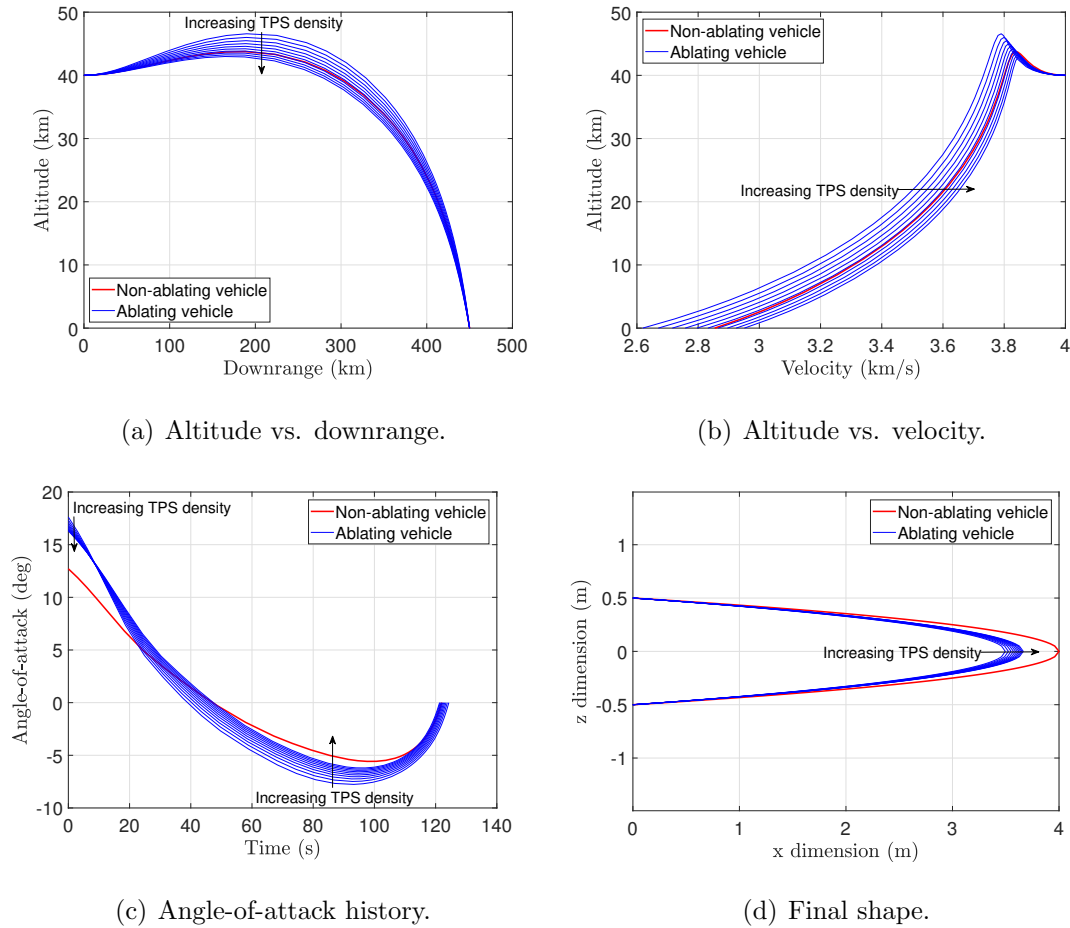 Increasing TPS density
50
40
30
20
10
0
Altitude (km)
Non-ablating vehicle
Ablating vehicle
0 100 200 300 400 500
Downrange (km)
(a) Altitude vs. downrange.
Non-ablating vehicle
Ablating vehicle
50
40
30
20
10
0
Altitude (km)
Increasing TPS density
2.6 2.8 3 3.2 3.4 3.6 3.8 4
Velocity (km/s)
(b) Altitude vs. velocity.
20
15
10
5
0
-5
-10
Angle-of-attack (deg)
Increasing TPS density
Non-ablating vehicle
Ablating vehicle
Increasing TPS density
0 20 40 60 80 100 120 140
Time (s)
(c) Angle-of-attack history.
Non-ablating vehicle
Ablating vehicle
1
0.5
0
-0.5
-1
z dimension (m)
Increasing TPS density
0 1 2 3 4
x dimension (m)
(d) Final shape.